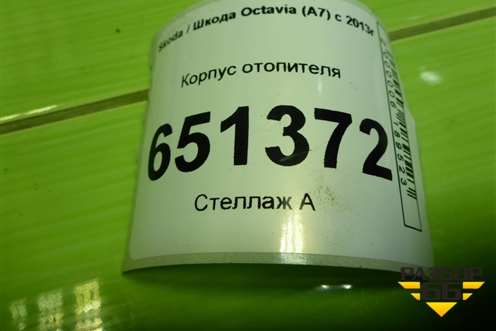 Skoda / Шкода Octavia (A7) с 2013г
Корпус отопителя
651372
Стеллаж А
РАЗБОР
66